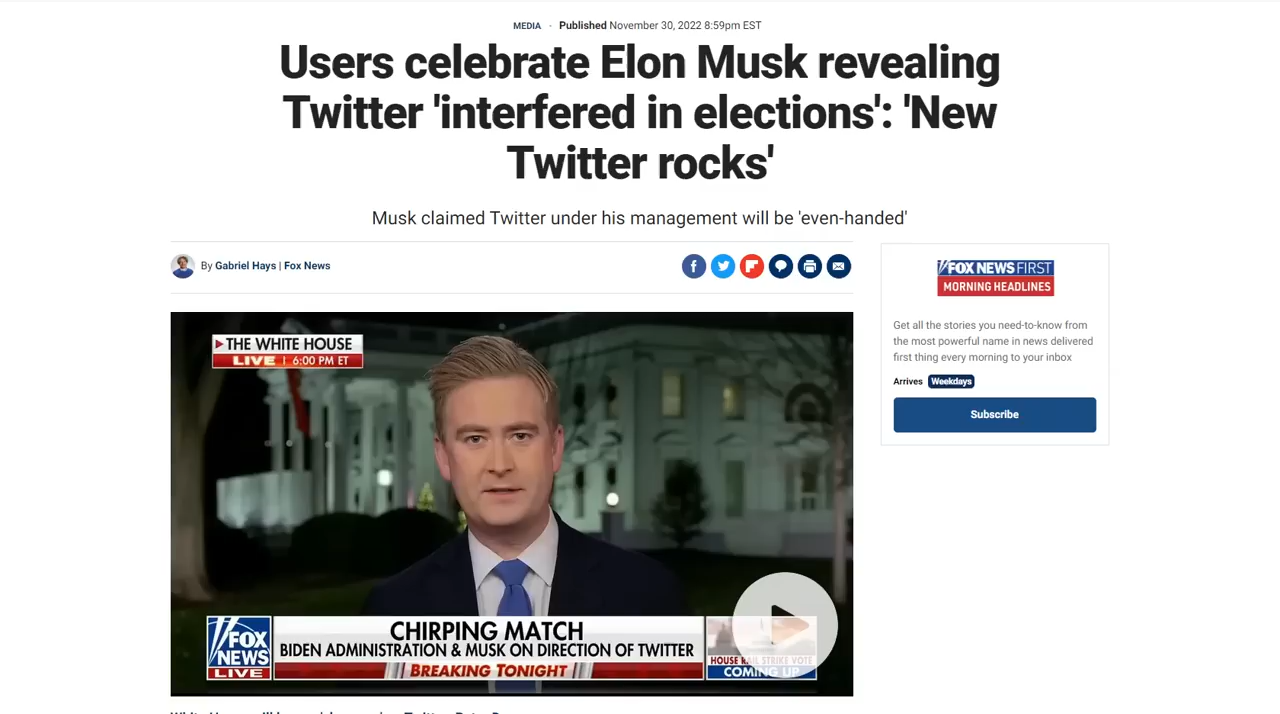 MEDIA · Published November 30, 2022 8:59pm EST
Users celebrate Elon Musk revealing
Twitter 'interfered in elections': 'New
Twitter rocks'
Musk claimed Twitter under his management will be 'even-handed'
By Gabriel Hays | Fox News
FOX NEWS FIRST
MORNING HEADLINES
Get all the stories you need-to-know from
the most powerful name in news delivered
first thing every morning to your inbox
Arrives Weekdays
Subscribe
THE WHITE HOUSE
LIVE | 6:00 PM ET
FOX
NEWS
LIVE
CHIRPING MATCH
BIDEN ADMINISTRATION & MUSK ON DIRECTION OF TWITTER
BREAKING TONIGHT
HOUSE RAIL STRIKE VOTE
COMING UP